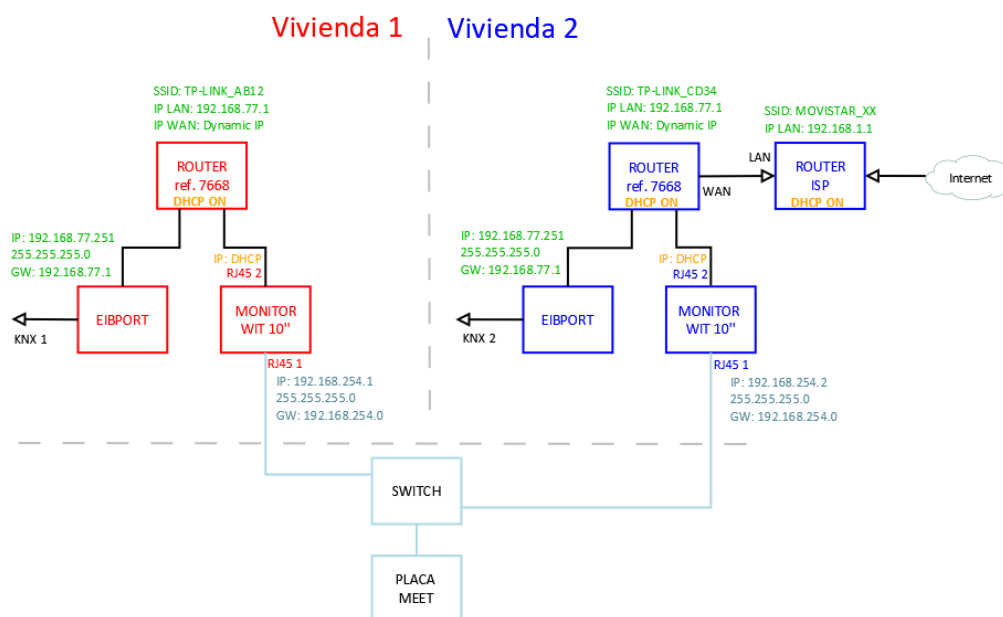 Vivienda 1
Vivienda 2
SSID: TP-LINK_AB12
IP LAN: 192.168.77.1
IP WAN: Dynamic IP
ROUTER
ref. 7668
DHCP ON
IP: 192.168.77.251
255.255.255.0
GW: 192.168.77.1
IP: DHCP
RJ45 2
EIBPORT
KNX 1
MONITOR
WIT 10"
RJ45 1
IP: 192.168.254.1
255.255.255.0
GW: 192.168.254.0
SSID: TP-LINK_CD34
IP LAN: 192.168.77.1
IP WAN: Dynamic IP
SSID: MOVISTAR_XX
IP LAN: 192.168.1.1
ROUTER
ref. 7668
DHCP ON
WAN
LAN
ROUTER
ISP
DHCP ON
Internet
IP: 192.168.77.251
255.255.255.0
GW: 192.168.77.1
IP: DHCP
RJ45 2
EIBPORT
KNX 2
MONITOR
WIT 10"
RJ45 1
IP: 192.168.254.2
255.255.255.0
GW: 192.168.254.0
SWITCH
PLACA
MEET